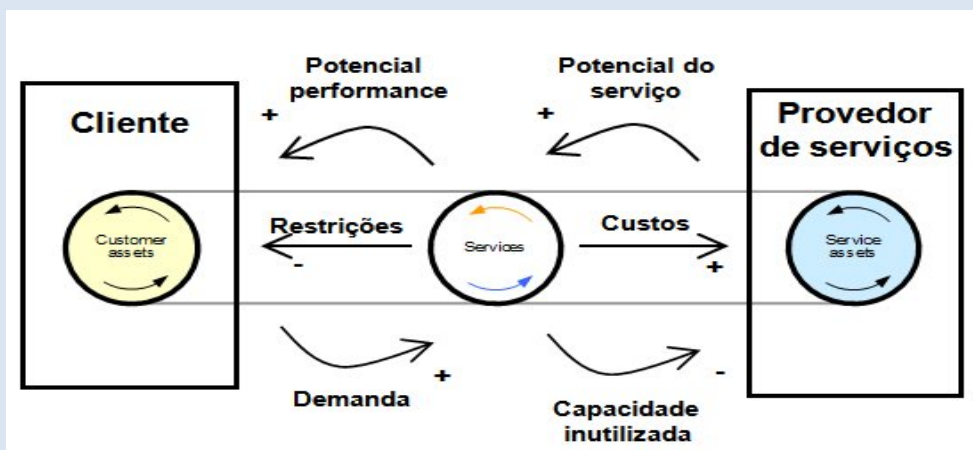 Potencial
performance
Potencial do
serviço
Cliente
+
+
Provedor
de serviços
Customer
assets
Restrições
-
Services
Custos
+
Service
assets
Demanda
+
Capacidade
inutilizada
-